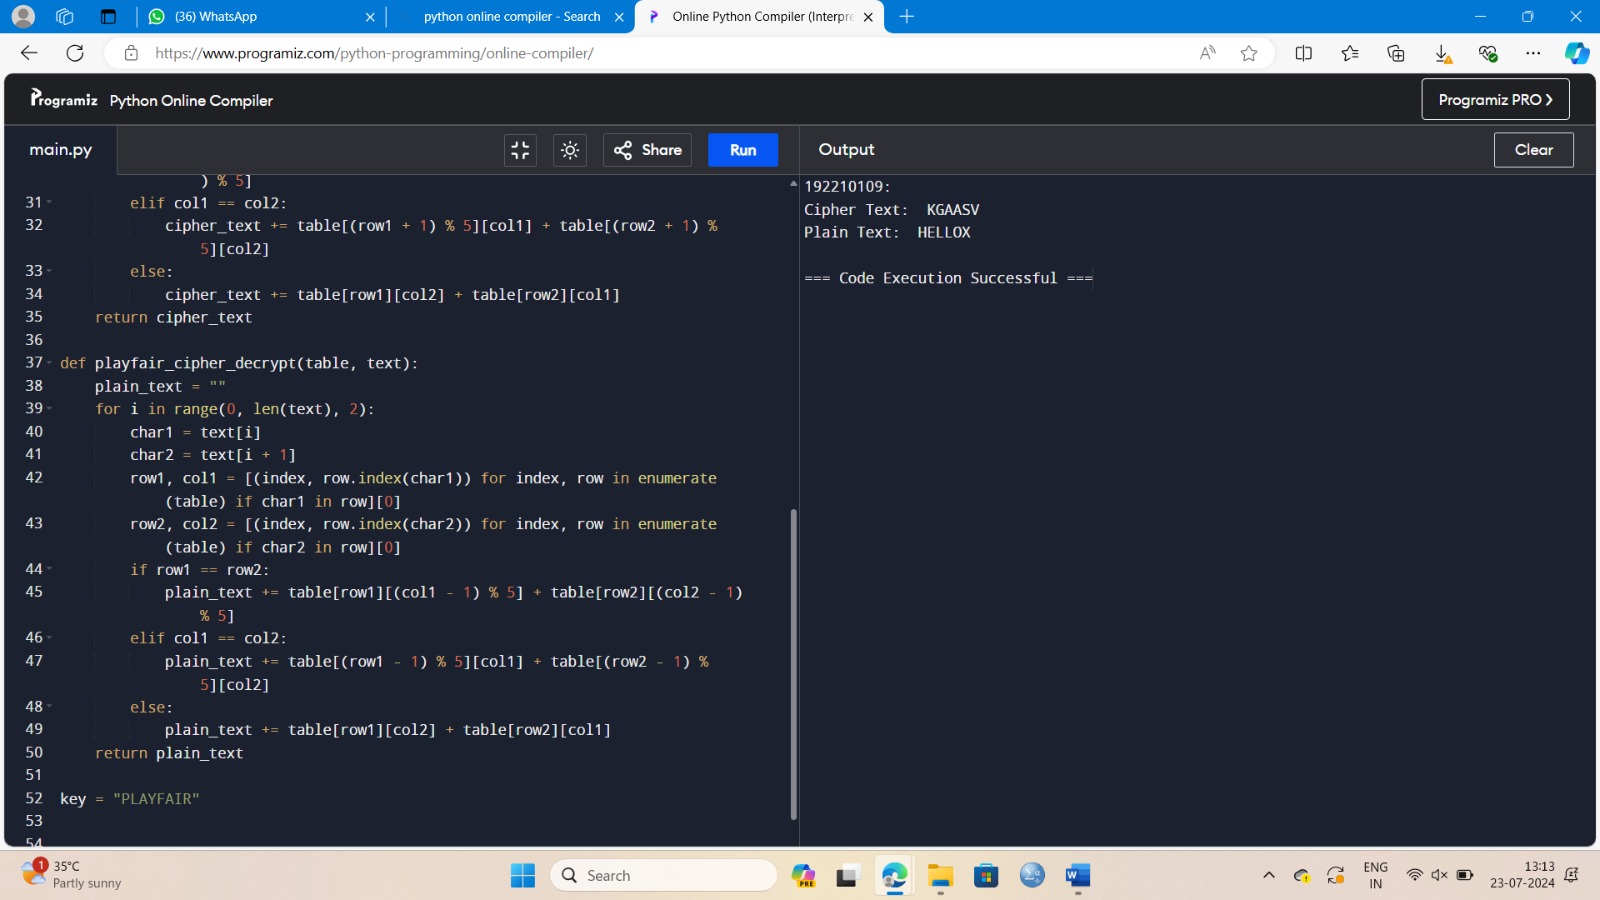 (36) WhatsApp
python online compiler - Search
Online Python Compiler (Interpre
https://www.programiz.com/python-programming/online-compiler/
Programiz Python Online Compiler
Programiz PRO
main.py
Share
Run
Output
Clear
) % 5]
31 elif col1 == col2:
32 cipher_text += table[(row1 + 1) % 5][col1] + table[(row2 + 1) %
5][col2]
33 else:
34 cipher_text += table[row1][col2] + table[row2][col1]
35 return cipher_text
36
37 def playfair_cipher_decrypt(table, text):
38 plain_text = ""
39 for i in range(0, len(text), 2):
40 char1 = text[i]
41 char2 = text[i + 1]
42 row1, col1 = [(index, row.index(char1)) for index, row in enumerate
(table) if char1 in row][0]
43 row2, col2 = [(index, row.index(char2)) for index, row in enumerate
(table) if char2 in row][0]
44 if row1 == row2:
45 plain_text += table[row1][(col1 - 1) % 5] + table[row2][(col2 - 1)
% 5]
46 elif col1 == col2:
47 plain_text += table[(row1 - 1) % 5][col1] + table[(row2 - 1) %
5][col2]
48 else:
49 plain_text += table[row1][col2] + table[row2][col1]
50 return plain_text
51
52 key = "PLAYFAIR"
53
54
192210109:
Cipher Text:  KGAASV
Plain Text:  HELLOX
=== Code Execution Successful ===
1
35°C
Partly sunny
Search
PRE
W
ENG
IN
13:13
23-07-2024